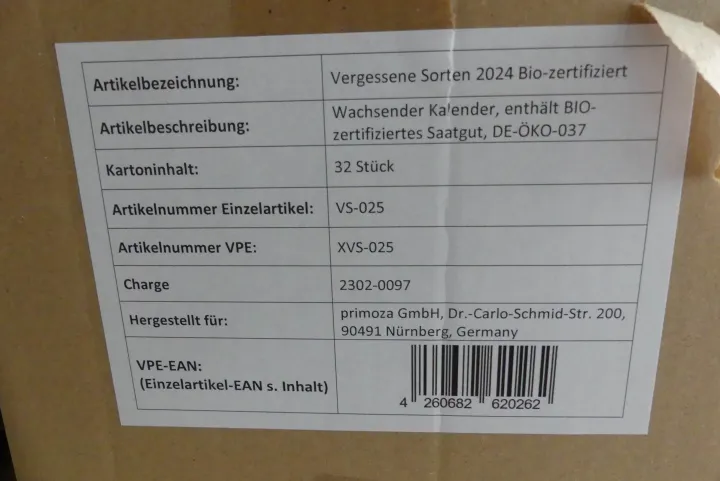 Artikelbezeichnung: Vergessene Sorten 2024 Bio-zertifiziert
Artikelbeschreibung: Wachsender Kalender, enthält BIO-
zertifiziertes Saatgut, DE-ÖKO-037
Kartoninhalt: 32 Stück
Artikelnummer Einzelartikel: VS-025
Artikelnummer VPE: XVS-025
Charge 2302-0097
Hergestellt für: primoza GmbH, Dr.-Carlo-Schmid-Str. 200,
90491 Nürnberg, Germany
VPE-EAN:
(Einzelartikel-EAN s. Inhalt)
4 260682 620262